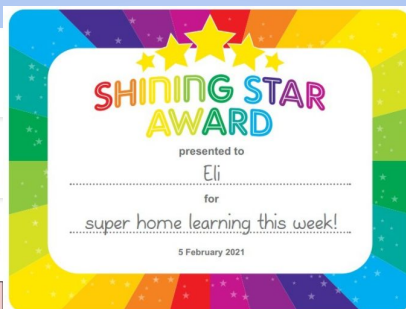 SHINING STAR
AWARD
presented to
Eli
for
super home learning this week!
5 February 2021